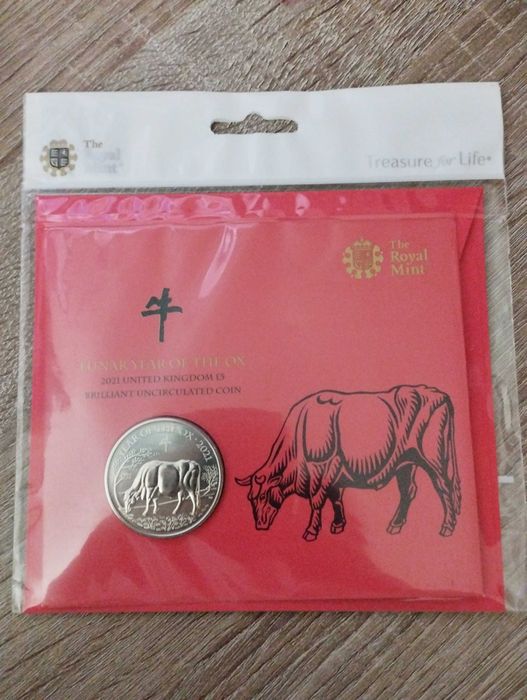 The
Royal
Mint
Treasure for Life
The
Royal
Mint
牛
LUNAR YEAR OF THE OX
2021 UNITED KINGDOM £5
BRILLIANT UNCIRCULATED COIN
YEAR OF THE OX · 2021
牛